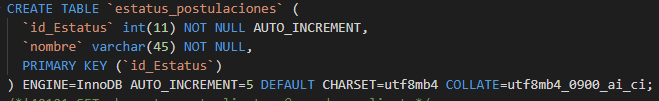 CREATE TABLE `estatus_postulaciones` (
`id_Estatus` int(11) NOT NULL AUTO_INCREMENT,
`nombre` varchar(45) NOT NULL,
PRIMARY KEY (`id_Estatus`)
) ENGINE=InnoDB AUTO_INCREMENT=5 DEFAULT CHARSET=utf8mb4 COLLATE=utf8mb4_0900_ai_ci;